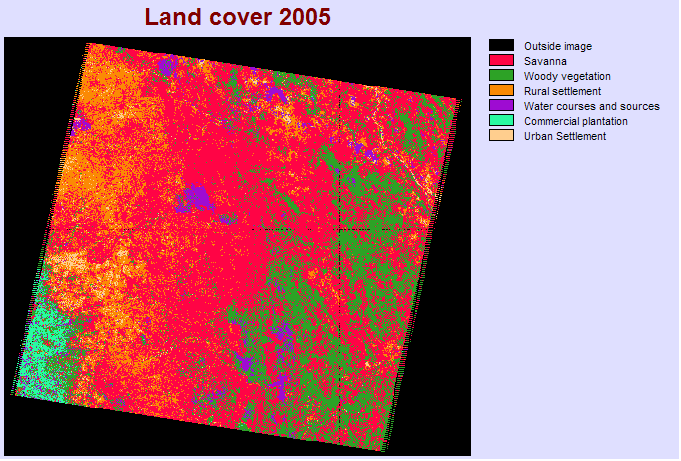 Land cover 2005
Outside image
Savanna
Woody vegetation
Rural settlement
Water courses and sources
Commercial plantation
Urban Settlement